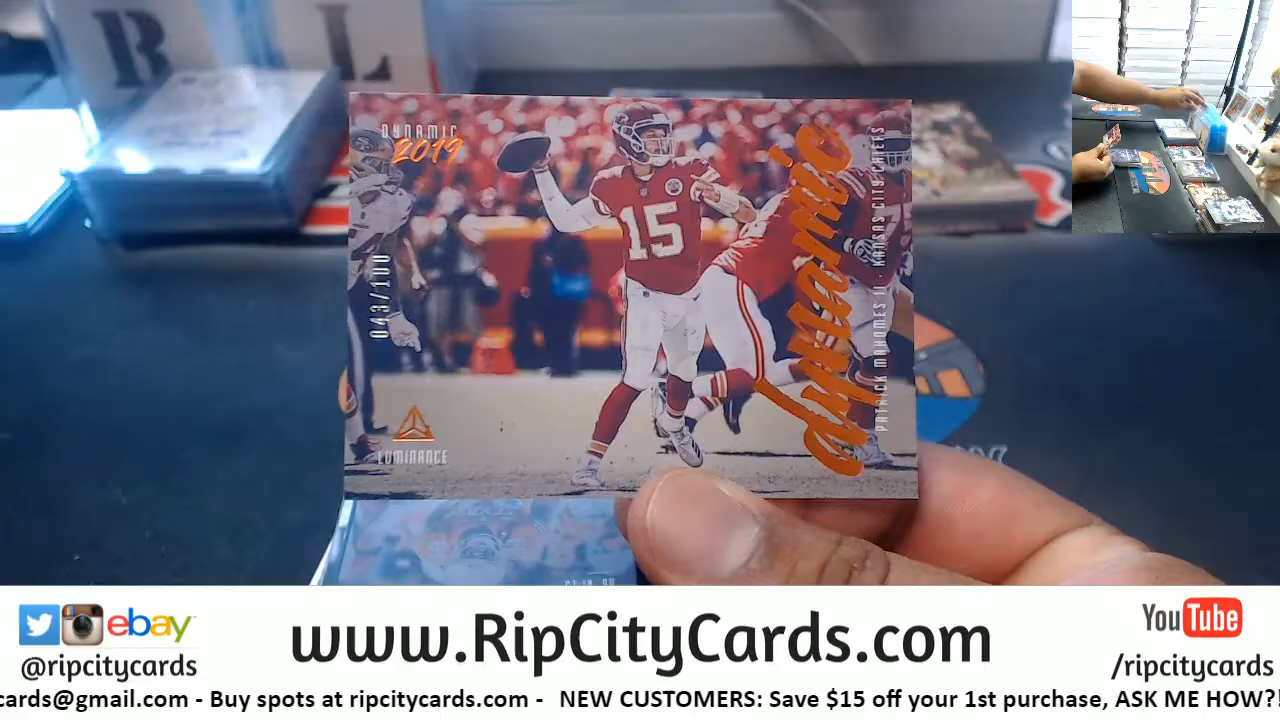 B L
DYNAMIC
2019
dynamic
PATRICK MAHOMES II · KANSAS CITY CHIEFS
043/100
15
LUMINANCE
ebay
@ripcitycards
www.RipCityCards.com
YouTube
/ripcitycards
cards@gmail.com - Buy spots at ripcitycards.com - NEW CUSTOMERS: Save $15 off your 1st purchase, ASK ME HOW?!